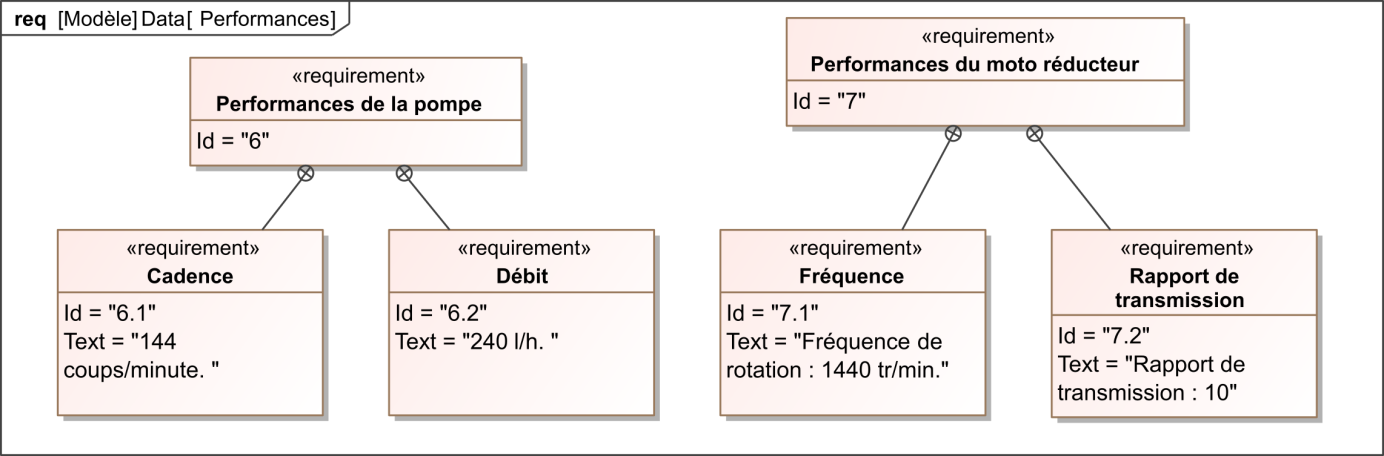 req [Modèle] Data[ Performances]
«requirement»
Performances de la pompe
Id = "6"
«requirement»
Performances du moto réducteur
Id = "7"
«requirement»
Cadence
Id = "6.1"
Text = "144
coups/minute. "
«requirement»
Débit
Id = "6.2"
Text = "240 l/h. "
«requirement»
Fréquence
Id = "7.1"
Text = "Fréquence de
rotation : 1440 tr/min."
«requirement»
Rapport de
transmission
Id = "7.2"
Text = "Rapport de
transmission : 10"